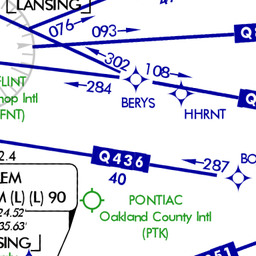 LANSING
076
093
302
108
284
BERYS
HHRNT
FLINT
hop Intl
FNT)
2.4
Q436
40
287
BO
EM
M (L) (L) 90
24.52'
35.63'
SING
PONTIAC
Oakland County Intl
(PTK)
51